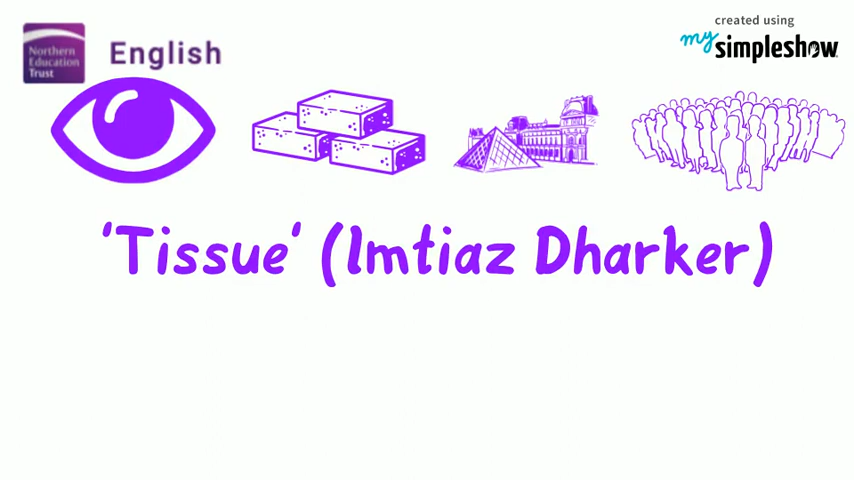 created using
my simpleshow
Northern
Education
Trust
English
'Tissue' (Imtiaz Dharker)